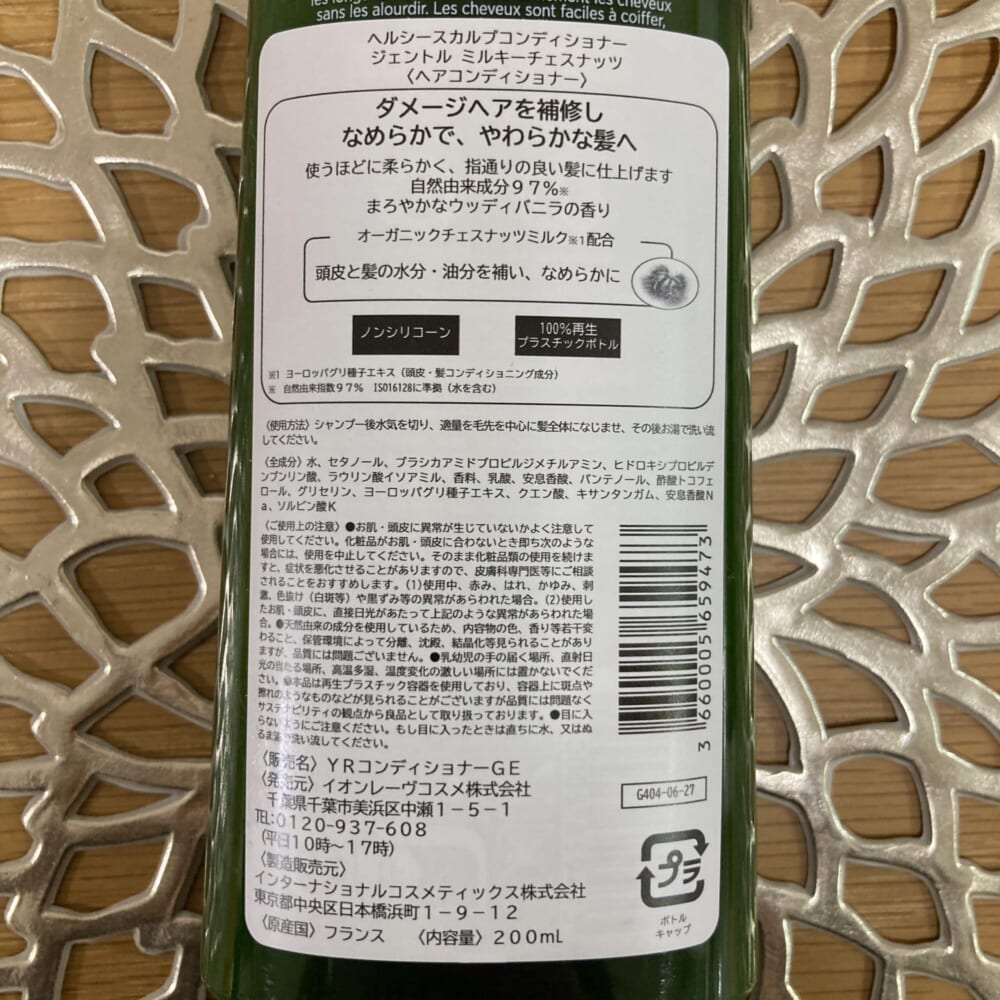 les cheveux
sans les alourdir. Les cheveux sont faciles à coiffer,
ヘルシースカルプコンディショナー
ジェントル ミルキーチェスナッツ
〈ヘアコンディショナー〉
ダメージヘアを補修し
なめらかで、やわらかな髪へ
使うほどに柔らかく、指通りの良い髪に仕上げます
自然由来成分97%※
まろやかなウッディバニラの香り
オーガニックチェスナッツミルク※1配合
頭皮と髪の水分・油分を補い、なめらかに
ノンシリコーン
100%再生
プラスチックボトル
※1 ヨーロッパグリ種子エキス（頭皮・髪コンディショニング成分）
※ 自然由来指数97% ISO16128に準拠（水を含む）
〈使用方法〉シャンプー後水気を切り、適量を毛先を中心に髪全体になじませ、その後お湯で洗い流
してください。
〈全成分〉水、セタノール、ブラシカアミドプロピルジメチルアミン、ヒドロキシプロピルデ
ンプンリン酸、ラウリン酸イソアミル、香料、乳酸、安息香酸、パンテノール、酢酸トコフェ
ロール、グリセリン、ヨーロッパグリ種子エキス、クエン酸、キサンタンガム、安息香酸N
a、ソルビン酸K
〈ご使用上の注意〉●お肌・頭皮に異常が生じていないかよく注意して
使用してください。化粧品がお肌・頭皮に合わないとき即ち次のような
場合には、使用を中止してください。そのまま化粧品類の使用を続けま
すと、症状を悪化させることがありますので、皮膚科専門医等にご相談
されることをおすすめします。(1)使用中、赤み、はれ、かゆみ、刺
激、色抜け（白斑等）や黒ずみ等の異常があらわれた場合。(2)使用し
たお肌・頭皮に、直接日光があたって上記のような異常があらわれた場
合。●天然由来の成分を使用しているため、内容物の色、香り等若干変
わること、保管環境によって分離、沈殿、結晶化等見られることがあり
ますが、品質には問題ございません。●乳幼児の手の届く場所、直射日
光の当たる場所、高温多湿、温度変化の激しい場所には置かないでくだ
さい。●本品は再生プラスチック容器を使用しており、容器上に斑点や
擦れのようなものなどが見られることがございますが品質には問題なく
サステナビリティの観点から良品として取り扱っております。●目に入
らないようにご注意ください。もし目に入ったときは直ちに水、又はぬ
るま湯で洗い流してください。
3660005659473
〈販売名〉YRコンディショナーGE
〈発売元〉イオンレーヴコスメ株式会社
千葉県千葉市美浜区中瀬1－5－1
TEL:0120-937-608
(平日10時～17時)
〈製造販売元〉
インターナショナルコスメティックス株式会社
東京都中央区日本橋浜町1－9－12
〈原産国〉フランス 〈内容量〉200mL
G404-06-27
プラ
ボトル
キャップ